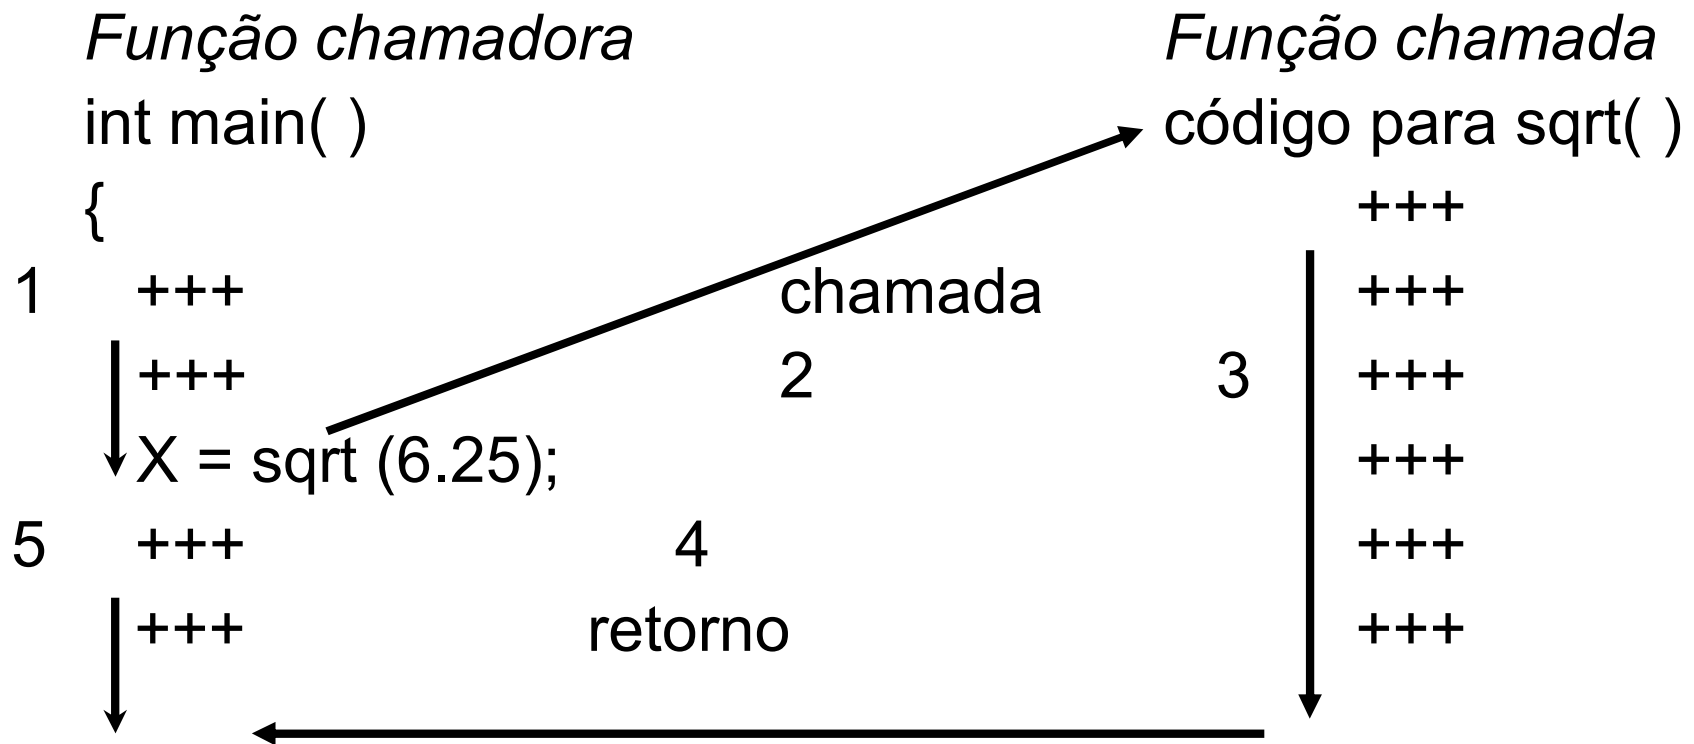 Função chamadora Função chamada
int main( ) código para sqrt( )
{ +++
1 +++ chamada +++
+++ 2 3 +++
X = sqrt (6.25); +++
5 +++ 4 +++
+++ retorno +++